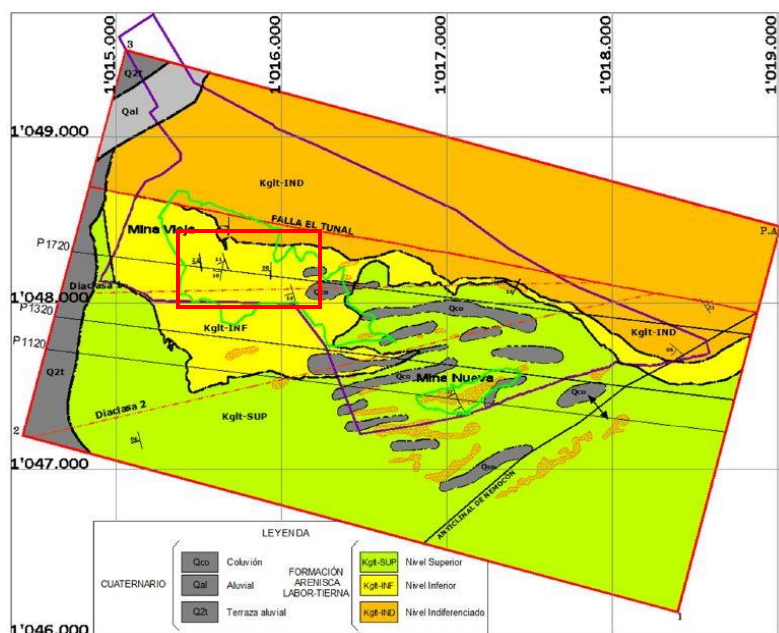 1'015.000
1'016.000
1'017.000
1'018.000
1'019.000
3
Q2t
Qal
1'049.000
Kglt-IND
P.A
FALLA EL TUNAL
Mina Vieja
P1720
Diaclasa 1
Qco
1'048.000
Qco
P1320
Kglt-INF
Kglt-IND
P1120
Qco
Mina Nueva
Q2t
Diaclasa 2
Qco
Kglt-SUP
2
1'047.000
Qco
ANTICLINAL DE NEMOCÓN
LEYENDA
CUATERNARIO
Qco Coluvión
Qal Aluvial
Q2t Terraza aluvial
FORMACIÓN
ARENISCA
LABOR-TIERNA
Kglt-SUP Nivel Superior
Kglt-INF Nivel Inferior
Kglt-IND Nivel Indiferenciado
1
1'046.000